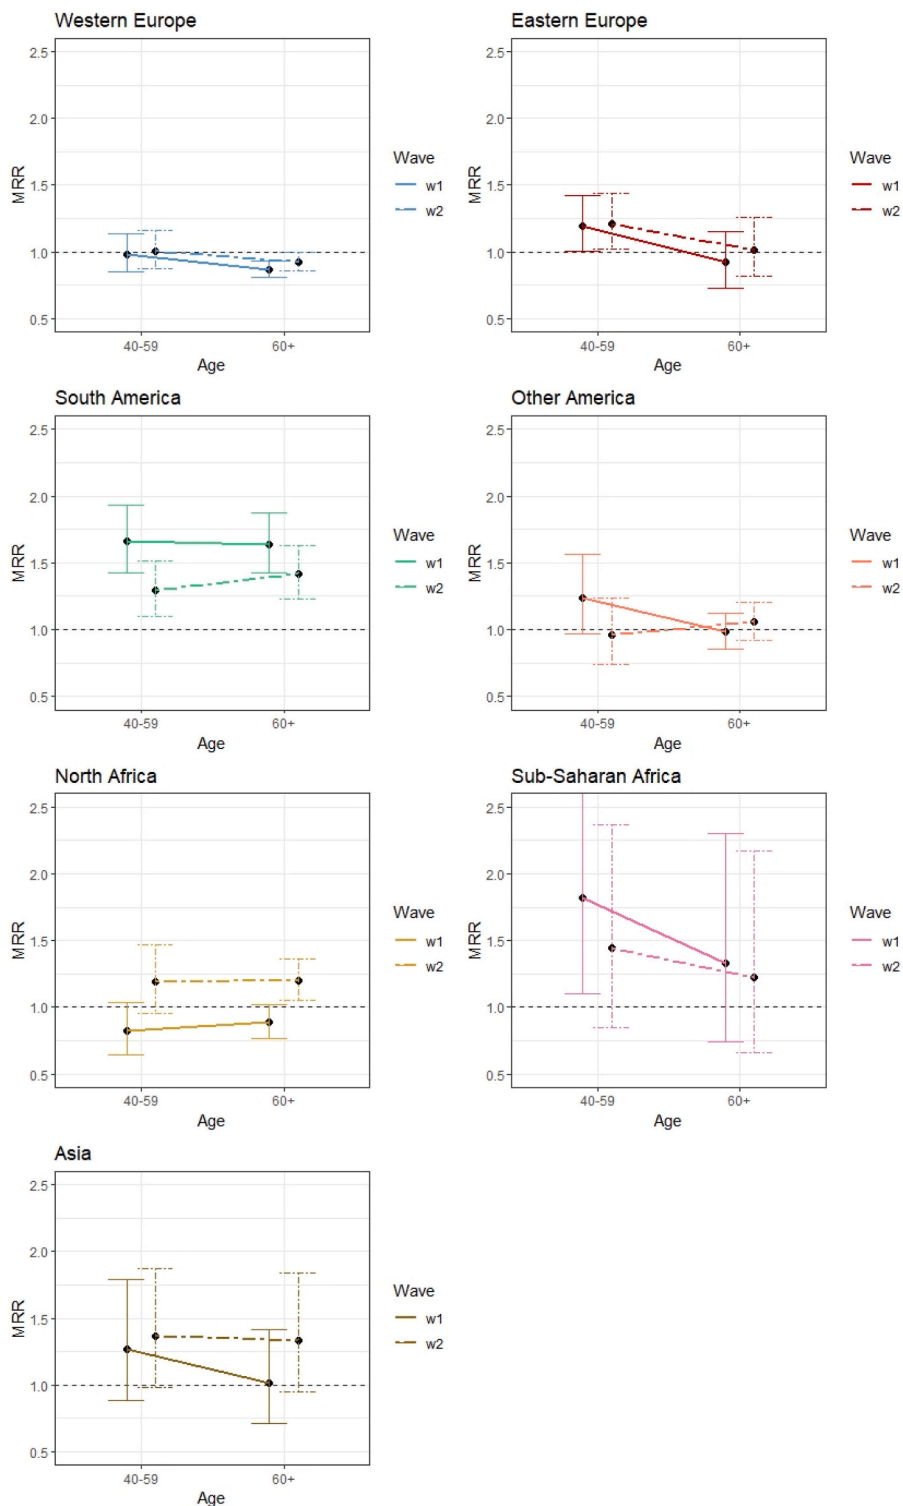 Western Europe
2.5
2.0
1.5
1.0
0.5
MRR
40-59
60+
Age
Wave
w1
w2
Eastern Europe
2.5
2.0
1.5
1.0
0.5
MRR
40-59
60+
Age
Wave
w1
w2
South America
2.5
2.0
1.5
1.0
0.5
MRR
40-59
60+
Age
Wave
w1
w2
Other America
2.5
2.0
1.5
1.0
0.5
MRR
40-59
60+
Age
Wave
w1
w2
North Africa
2.5
2.0
1.5
1.0
0.5
MRR
40-59
60+
Age
Wave
w1
w2
Sub-Saharan Africa
2.5
2.0
1.5
1.0
0.5
MRR
40-59
60+
Age
Wave
w1
w2
Asia
2.5
2.0
1.5
1.0
0.5
MRR
40-59
60+
Age
Wave
w1
w2